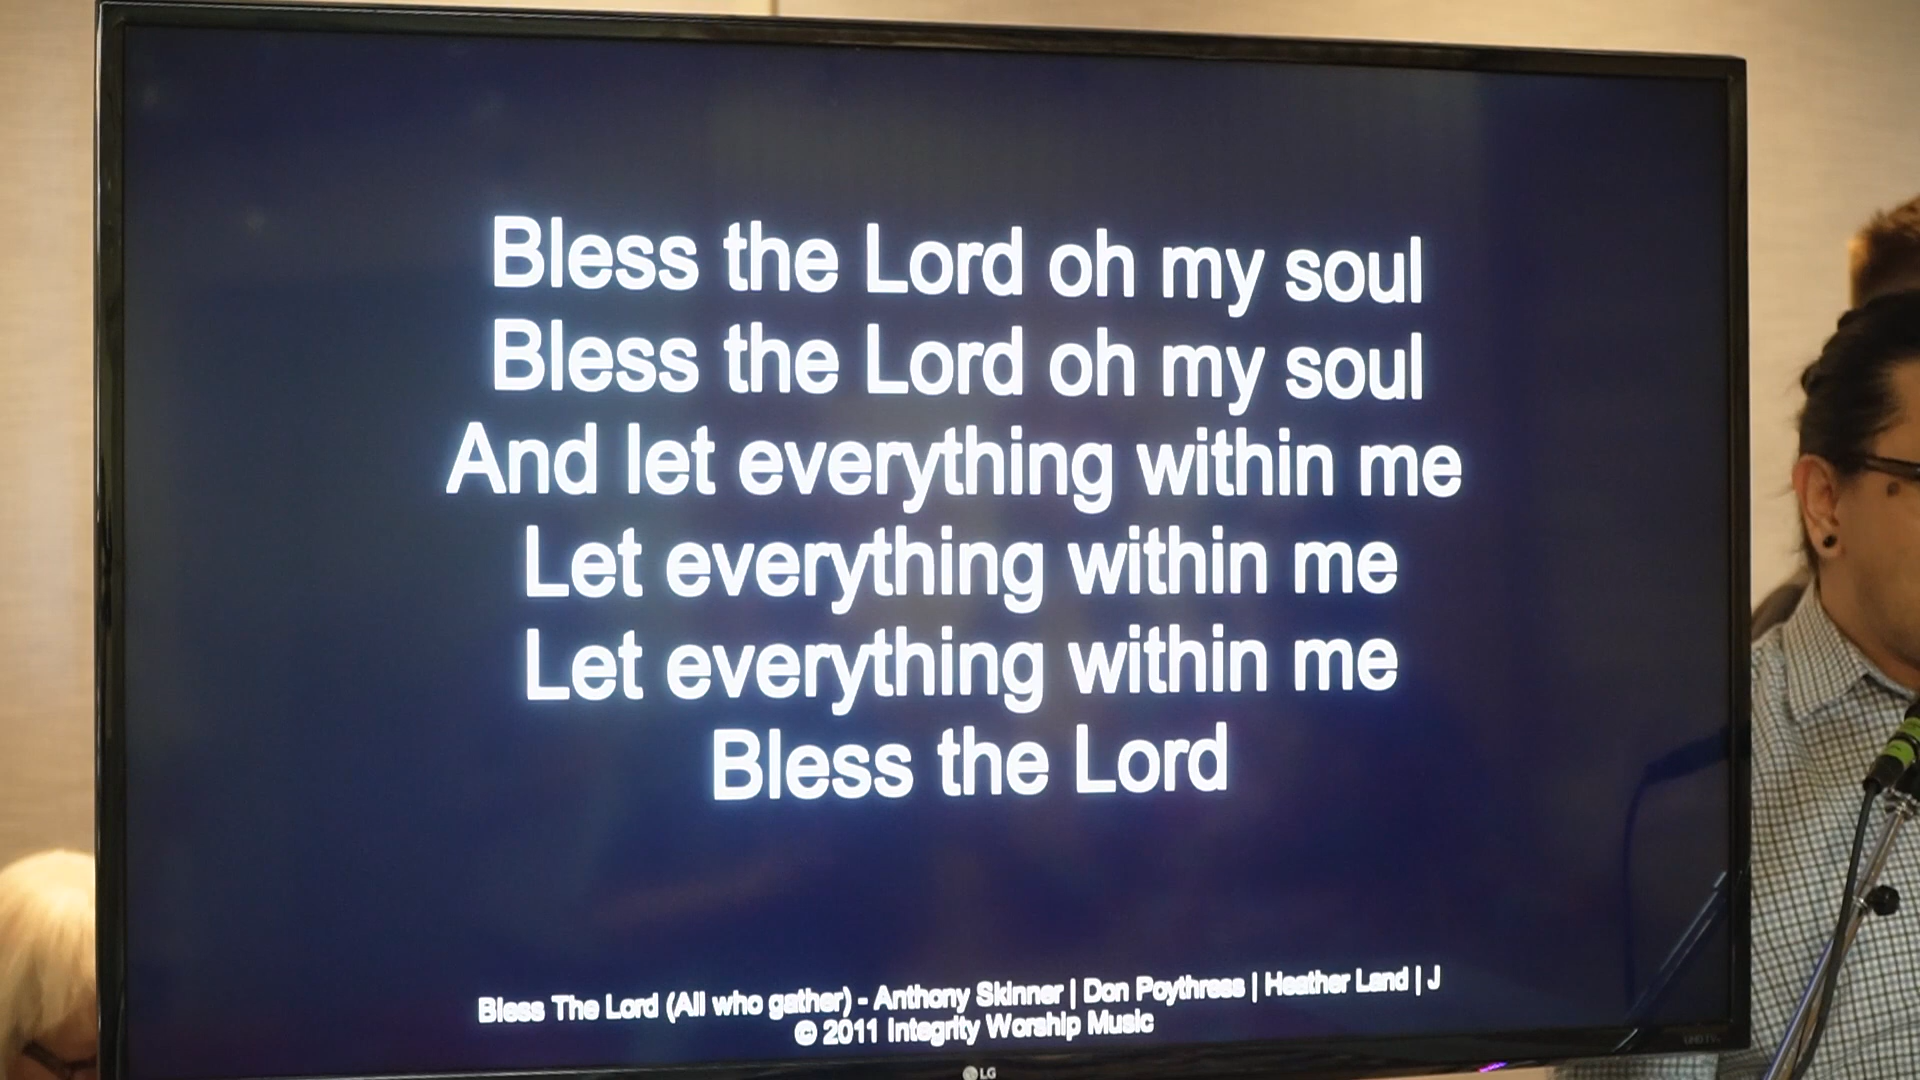 Bless the Lord oh my soul
Bless the Lord oh my soul
And let everything within me
Let everything within me
Let everything within me
Bless the Lord
Bless The Lord (All who gather) - Anthony Skinner | Don Poythress | Heather Land | J
© 2011 Integrity Worship Music
LG